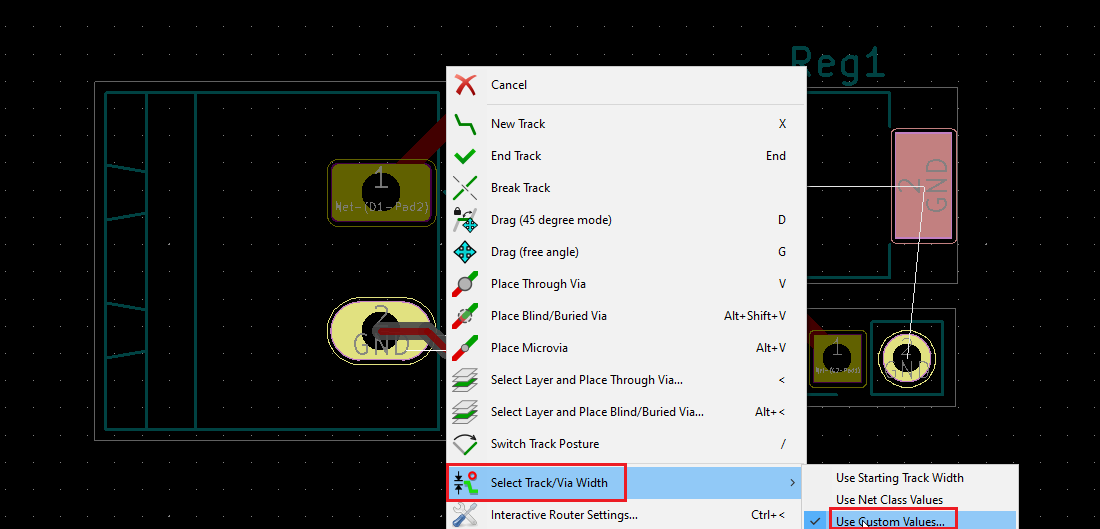 Reg1
Cancel
New Track X
End Track End
Break Track
Drag (45 degree mode) D
Drag (free angle) G
Place Through Via V
Place Blind/Buried Via Alt+Shift+V
Place Microvia Alt+V
Select Layer and Place Through Via... <
Select Layer and Place Blind/Buried Via... Alt+<
Switch Track Posture /
Select Track/Via Width >
Interactive Router Settings... Ctrl+<
Use Starting Track Width
Use Net Class Values
Use Custom Values...
1
Net-(D1-Pad2)
2
GND
2
GND
1
2
GND